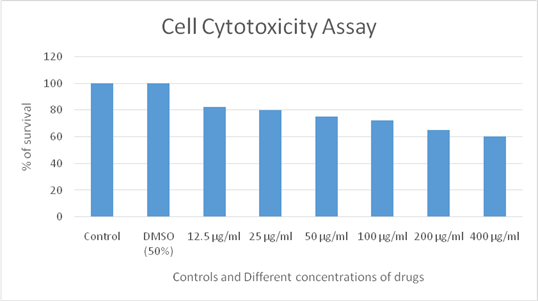 Cell Cytotoxicity Assay
120
100
80
60
40
20
0
% of survival
Control DMSO (50%) 12.5 µg/ml 25 µg/ml 50 µg/ml 100 µg/ml 200 µg/ml 400 µg/ml
Controls and Different concentrations of drugs